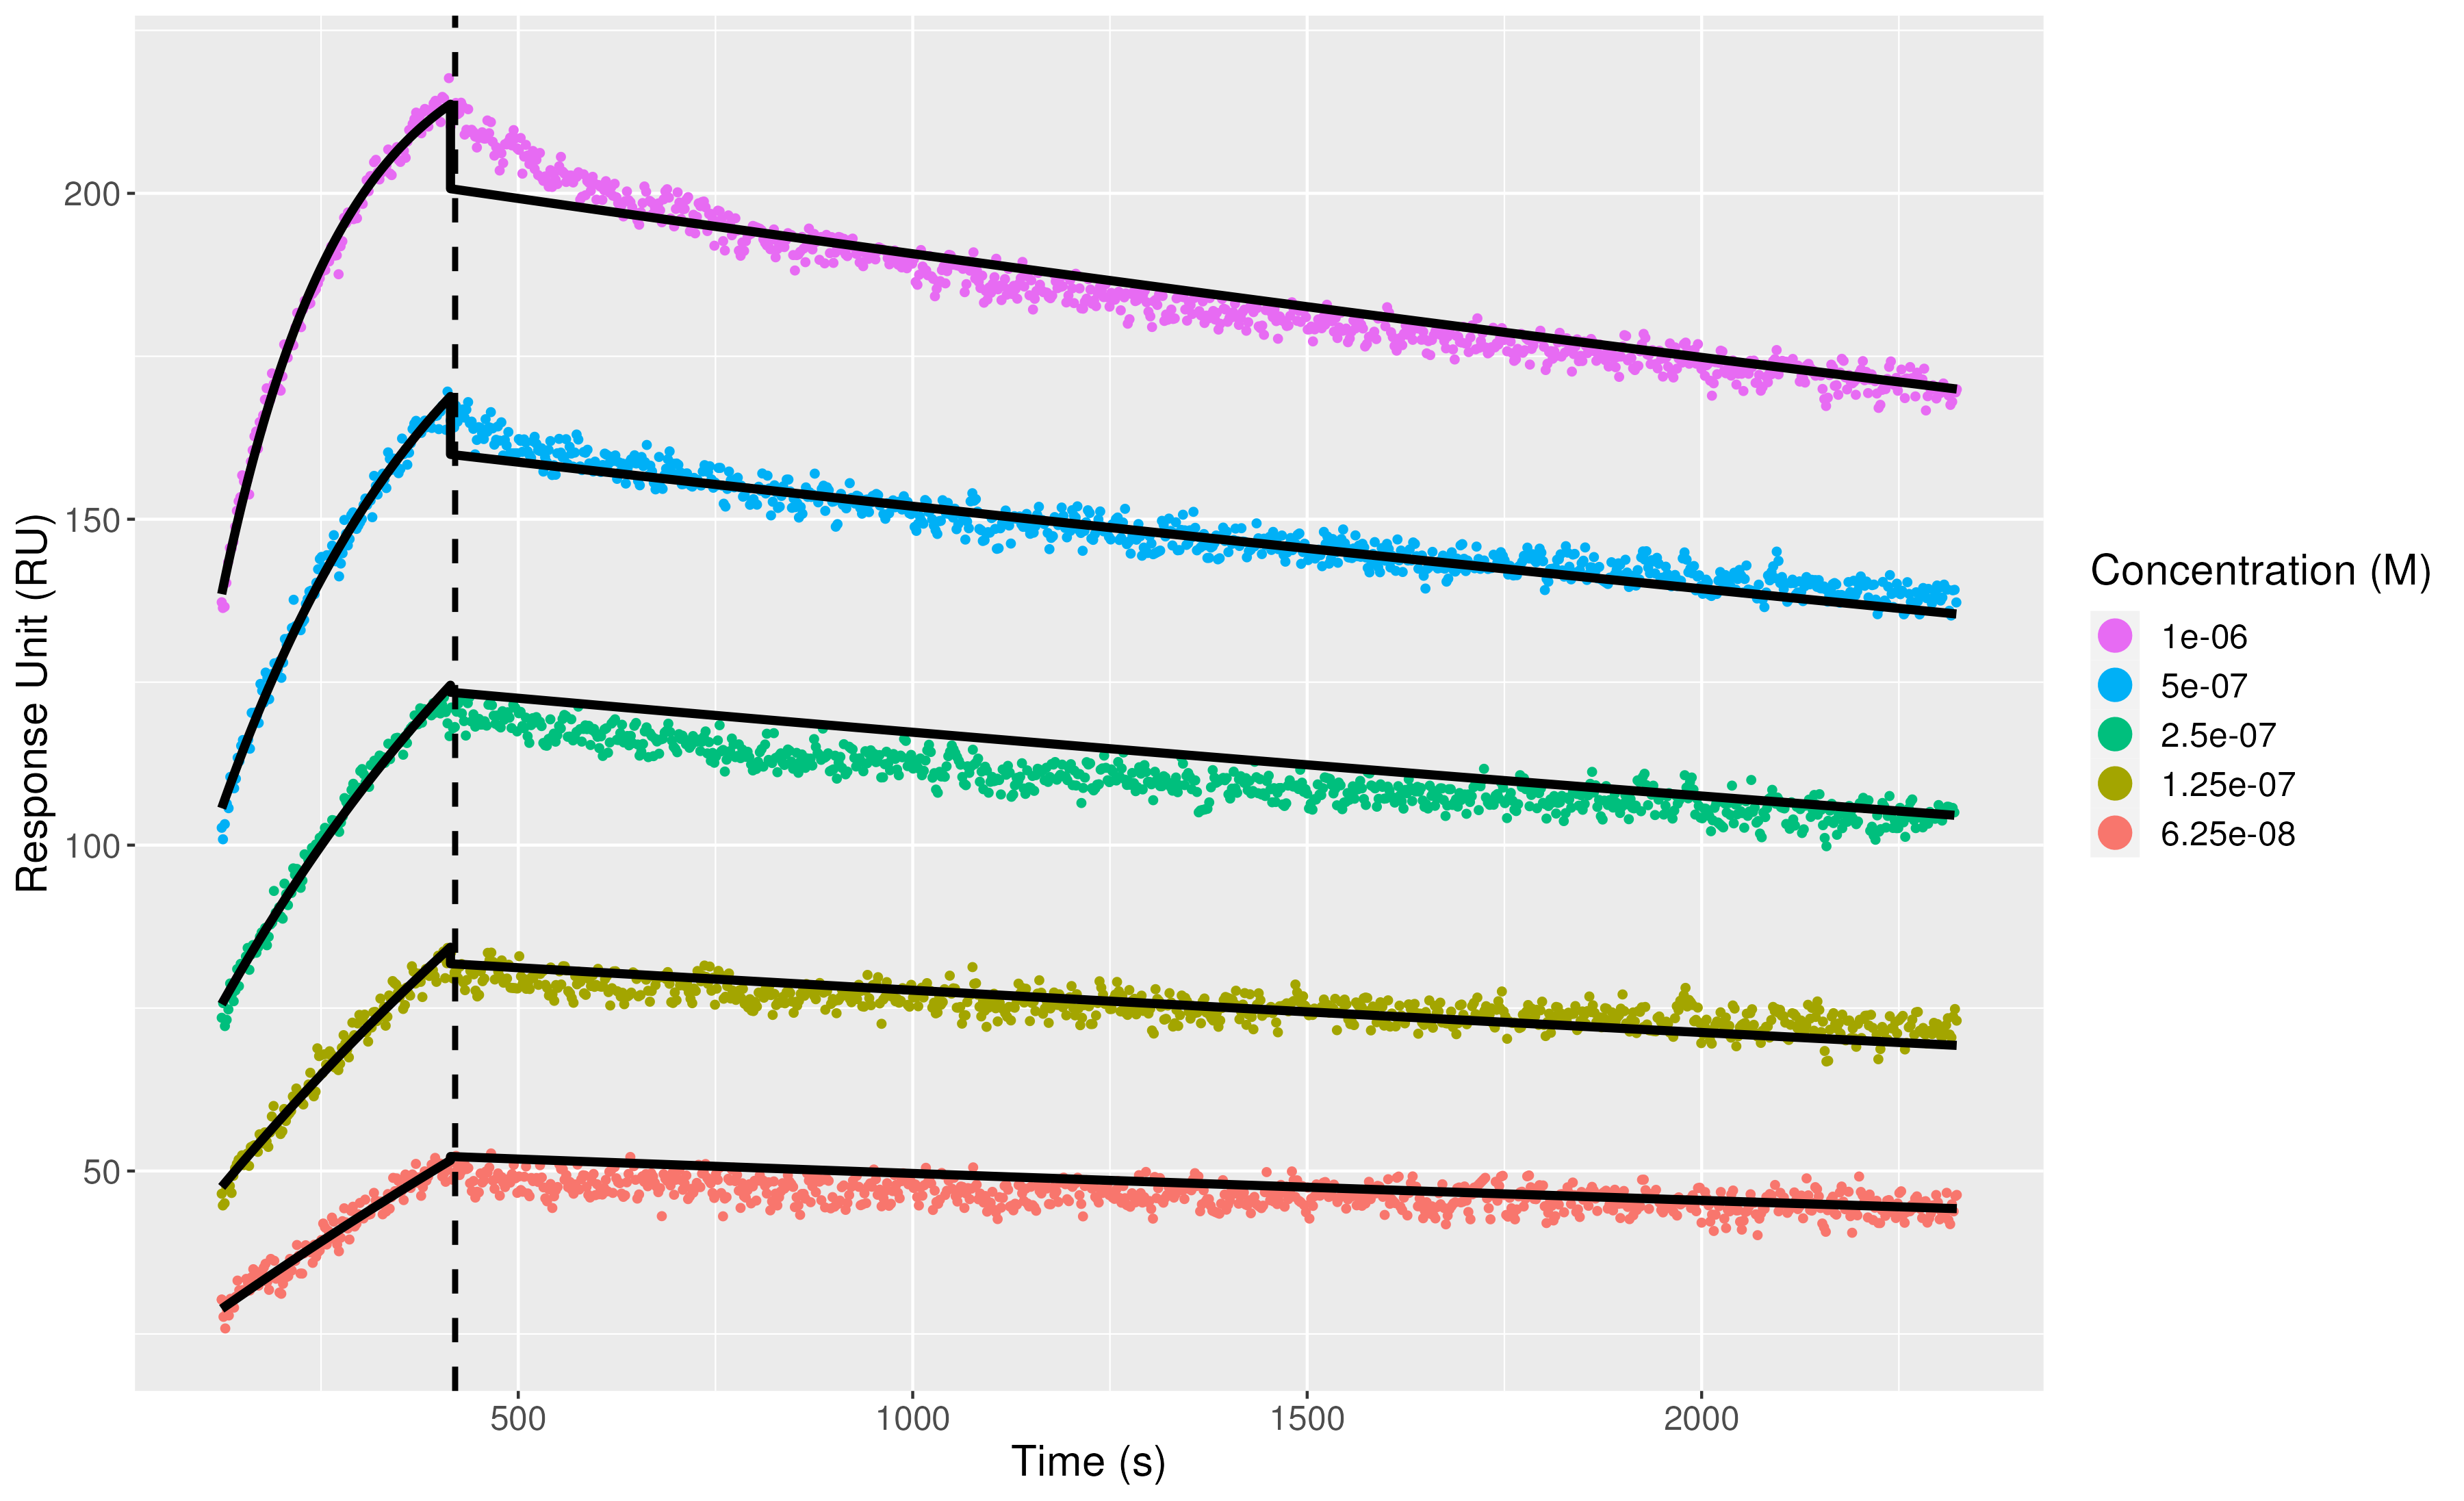 Response Unit (RU)
200
150
100
50
500
1000
1500
2000
Time (s)
Concentration (M)
1e-06
5e-07
2.5e-07
1.25e-07
6.25e-08